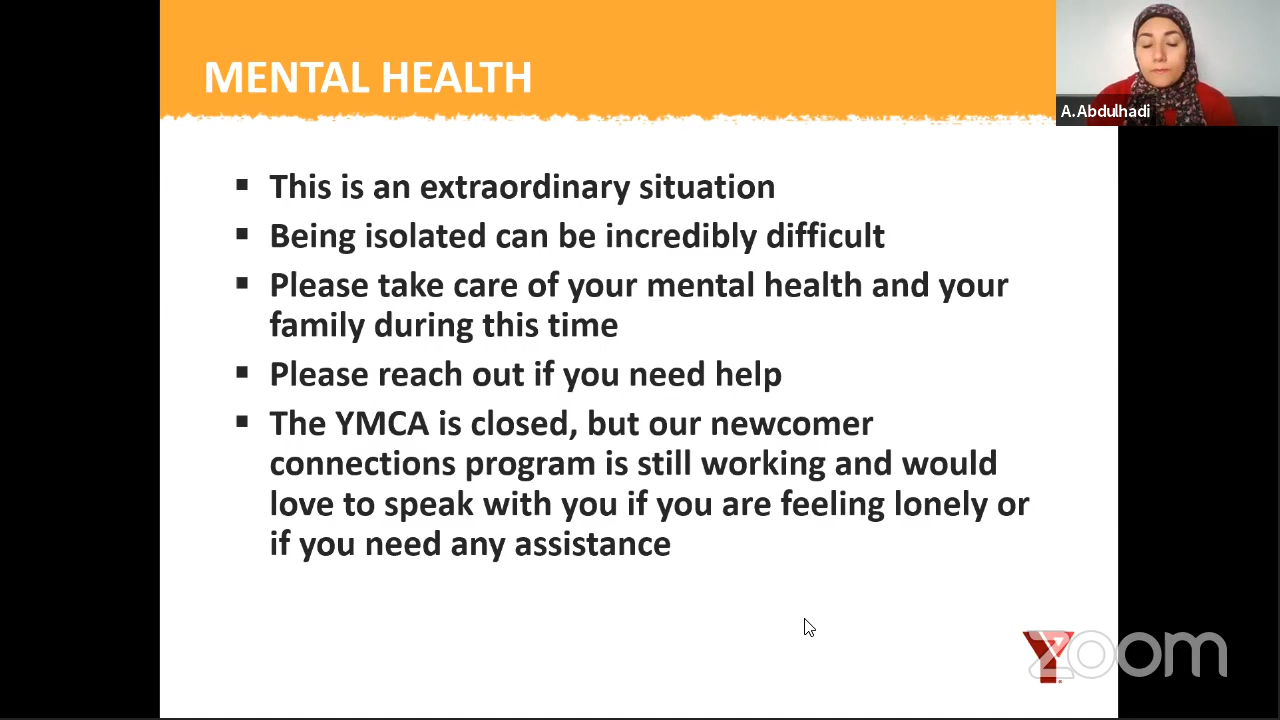 MENTAL HEALTH
A.Abdulhadi
▪ This is an extraordinary situation
▪ Being isolated can be incredibly difficult
▪ Please take care of your mental health and your
family during this time
▪ Please reach out if you need help
▪ The YMCA is closed, but our newcomer
connections program is still working and would
love to speak with you if you are feeling lonely or
if you need any assistance
Y
zoom